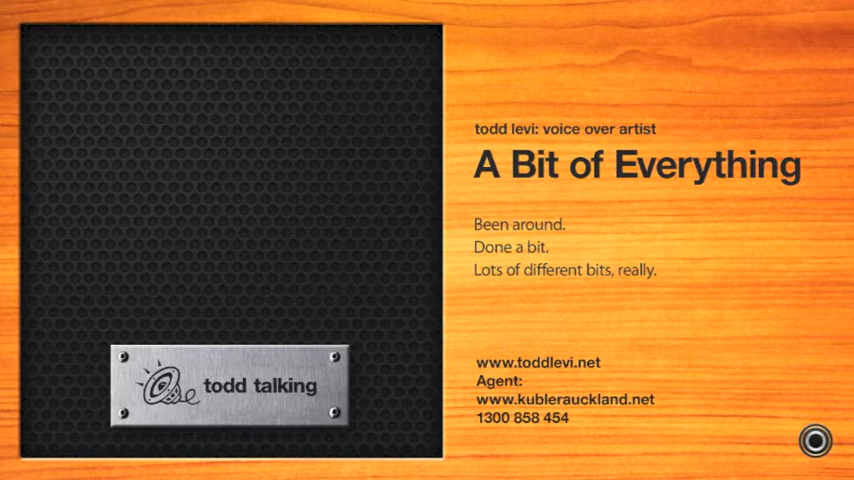 todd levi: voice over artist
A Bit of Everything
Been around.
Done a bit.
Lots of different bits, really.
www.toddlevi.net
Agent:
www.kublerauckland.net
1300 858 454
todd talking